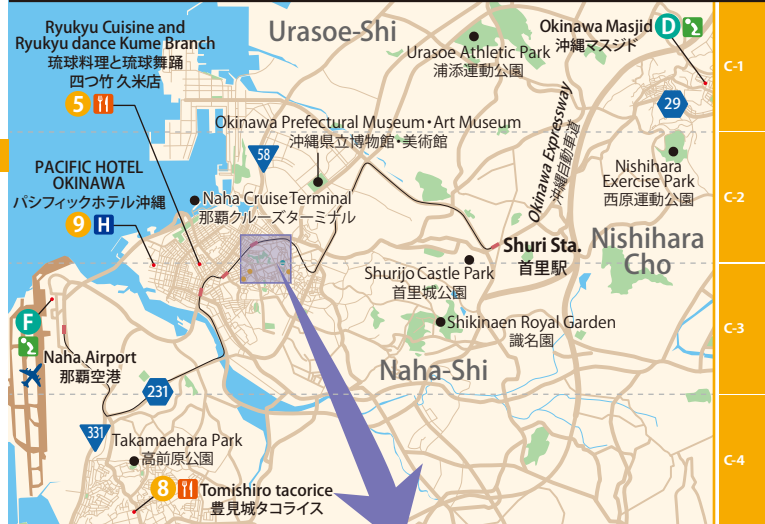 Ryukyu Cuisine and
Ryukyu dance Kume Branch
琉球料理と琉球舞踊
四つ竹 久米店
5
Urasoe-Shi
Urasoe Athletic Park
浦添運動公園
Okinawa Masjid
沖縄マスジド
D
C-1
29
Okinawa Prefectural Museum・Art Museum
沖縄県立博物館・美術館
58
Okinawa Expressway
沖縄自動車道
Nishihara
Exercise Park
西原運動公園
C-2
PACIFIC HOTEL
OKINAWA
パシフィックホテル沖縄
9 H
Naha Cruise Terminal
那覇クルーズターミナル
Shuri Sta.
首里駅
Nishihara
Cho
Shurijo Castle Park
首里城公園
C-3
F
Shikinaen Royal Garden
識名園
Naha Airport
那覇空港
Naha-Shi
231
331
Takamaehara Park
高前原公園
C-4
8
Tomishiro tacorice
豊見城タコライス